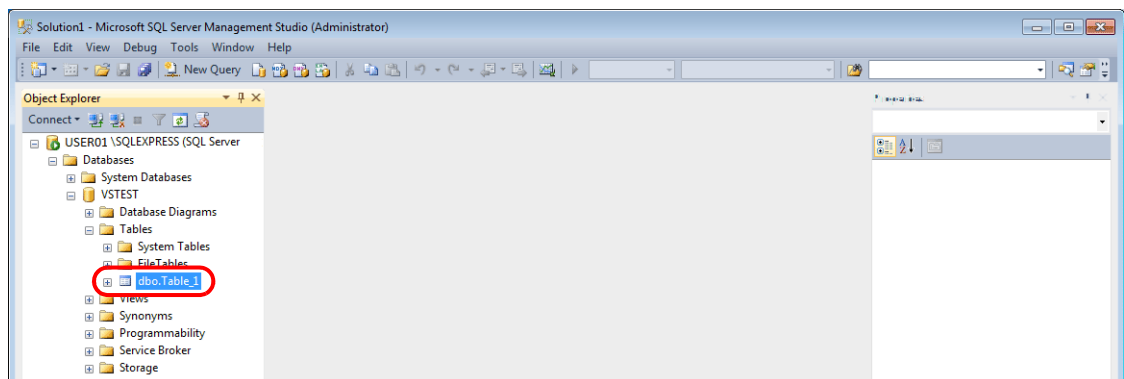 Solution1 - Microsoft SQL Server Management Studio (Administrator)
File Edit View Debug Tools Window Help
New Query
Object Explorer
Connect
USER01 \SQLEXPRESS (SQL Server
Databases
System Databases
VSTEST
Database Diagrams
Tables
System Tables
FileTables
dbo.Table_1
Views
Synonyms
Programmability
Service Broker
Storage